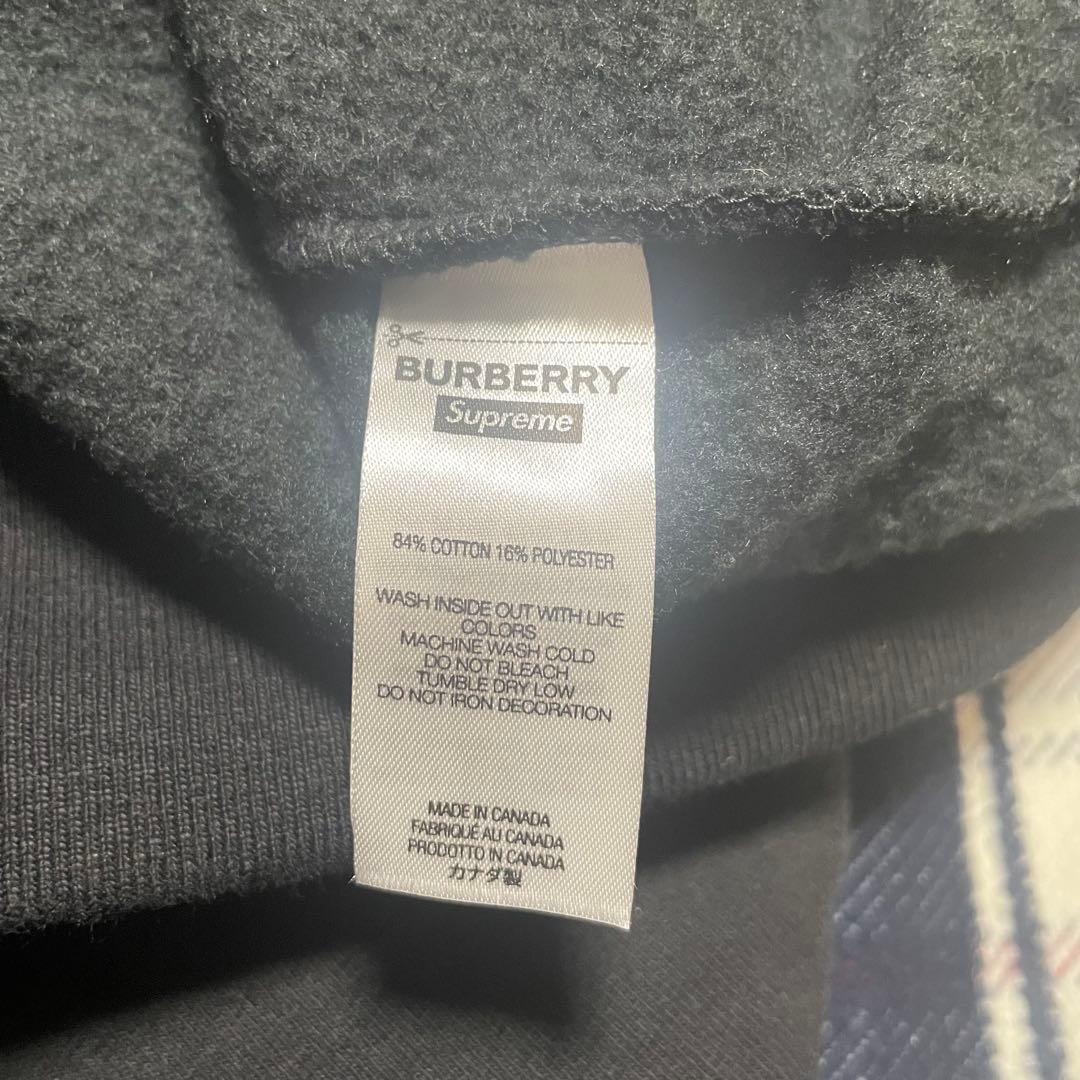 BURBERRY
Supreme
84% COTTON 16% POLYESTER
WASH INSIDE OUT WITH LIKE
COLORS
MACHINE WASH COLD
DO NOT BLEACH
TUMBLE DRY LOW
DO NOT IRON DECORATION
MADE IN CANADA
FABRIQUÉ AU CANADA
PRODOTTO IN CANADA
カナダ製